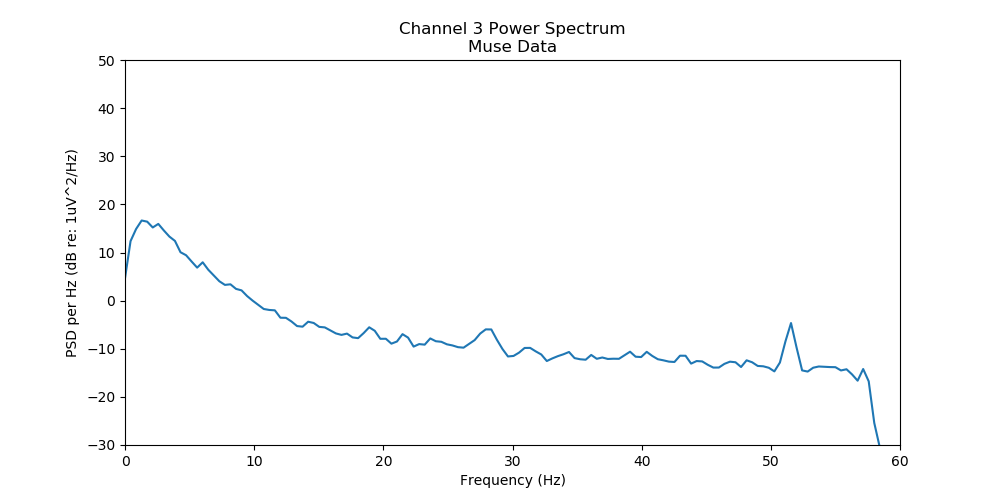 Channel 3 Power Spectrum
Muse Data
PSD per Hz (dB re: 1uV^2/Hz)
50
40
30
20
10
0
−10
−20
−30
0 10 20 30 40 50 60
Frequency (Hz)